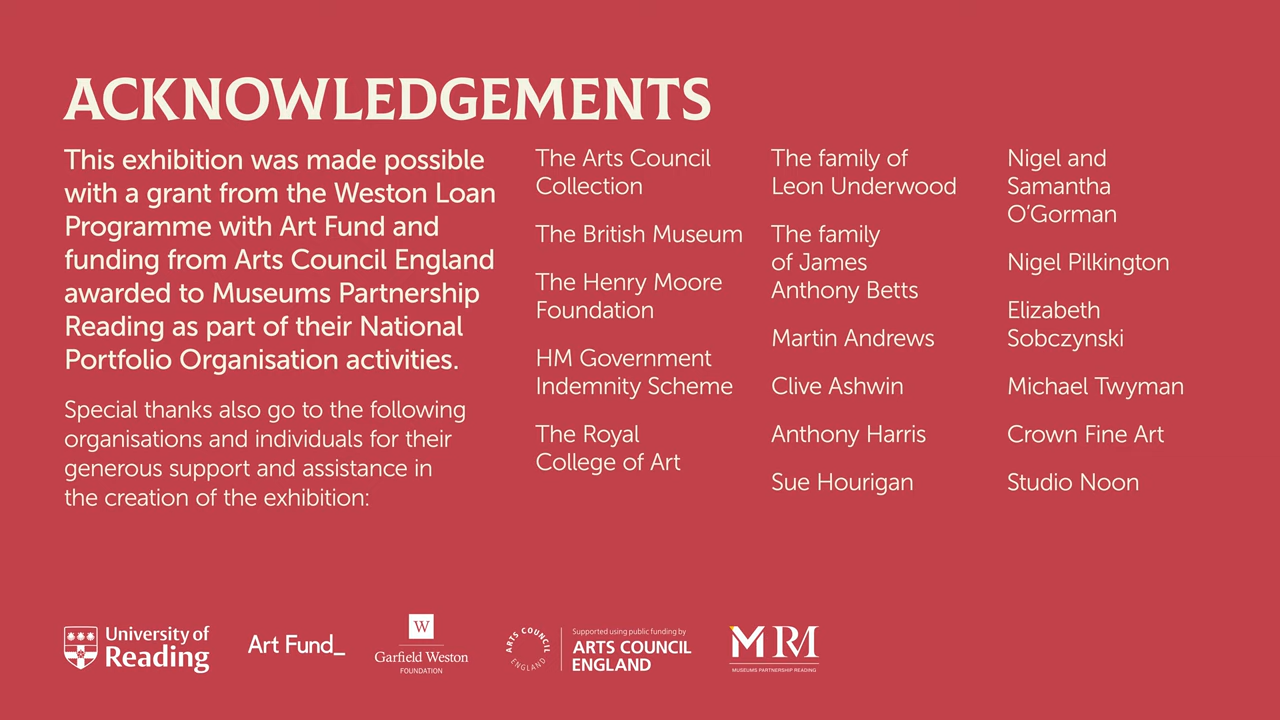 ACKNOWLEDGEMENTS
This exhibition was made possible
with a grant from the Weston Loan
Programme with Art Fund and
funding from Arts Council England
awarded to Museums Partnership
Reading as part of their National
Portfolio Organisation activities.
Special thanks also go to the following
organisations and individuals for their
generous support and assistance in
the creation of the exhibition:
The Arts Council
Collection
The British Museum
The Henry Moore
Foundation
HM Government
Indemnity Scheme
The Royal
College of Art
The family of
Leon Underwood
The family
of James
Anthony Betts
Martin Andrews
Clive Ashwin
Anthony Harris
Sue Hourigan
Nigel and
Samantha
O‘Gorman
Nigel Pilkington
Elizabeth
Sobczynski
Michael Twyman
Crown Fine Art
Studio Noon
University of
Reading
Art Fund_
W
Garfield Weston
FOUNDATION
ARTS COUNCIL
ENGLAND
Supported using public funding by
ARTS COUNCIL
ENGLAND
MRM
MUSEUMS PARTNERSHIP READING